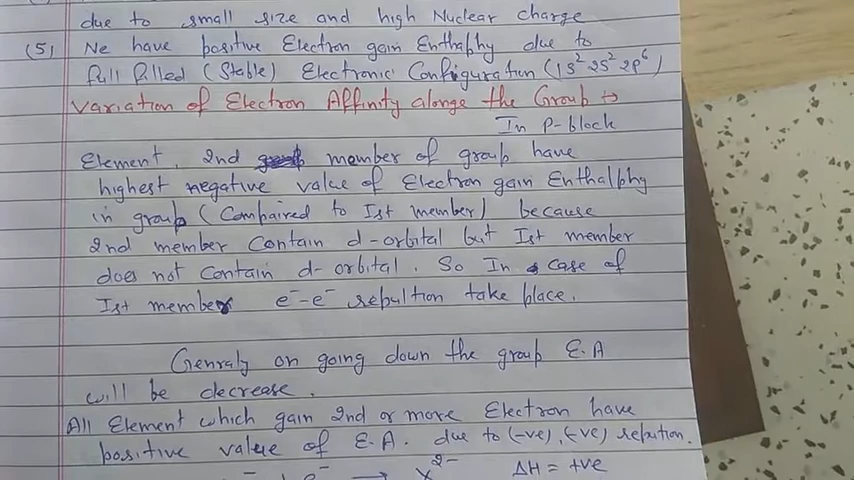 due to small size and high Nuclear charge
(5) Ne have positive Electron gain Enthalphy due to
full filled (Stable) Electronic Configuration (1S² 2S² 2P⁶)
Variation of Electron Affinity alonge the Group →
In P-block
Element, 2nd member of group have
highest negative value of Electron gain Enthalphy
in group (Compaired to Ist member) because
2nd member Contain d-orbital but Ist member
does not Contain d-orbital. So In case of
Ist member e⁻-e⁻ repultion take place.
Genraly on going down the group E.A
will be decrease.
All Element which gain 2nd or more Electron have
positive value of E.A. due to (-ve), (-ve) repution.
⁻ + e⁻ → X²⁻ ΔH = +ve